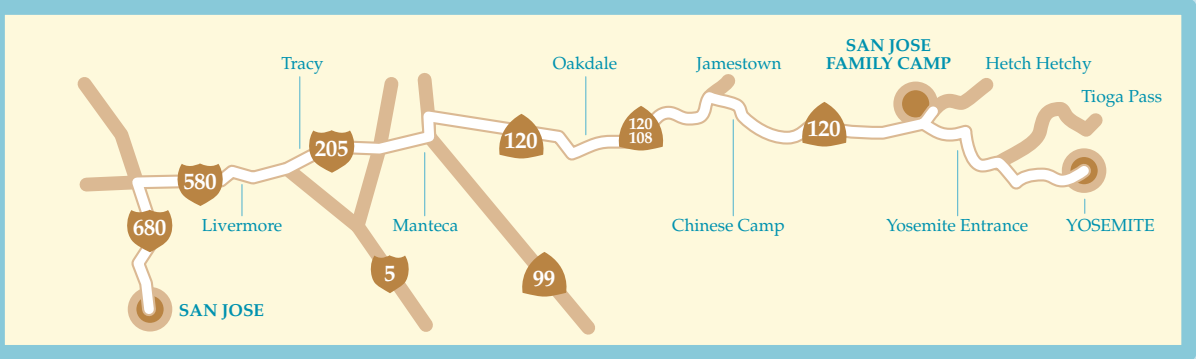 SAN JOSE
FAMILY CAMP
Tracy
Oakdale
Jamestown
Hetch Hetchy
Tioga Pass
120
108
120
120
205
580
680
Livermore
Manteca
Chinese Camp
Yosemite Entrance
YOSEMITE
5
99
SAN JOSE